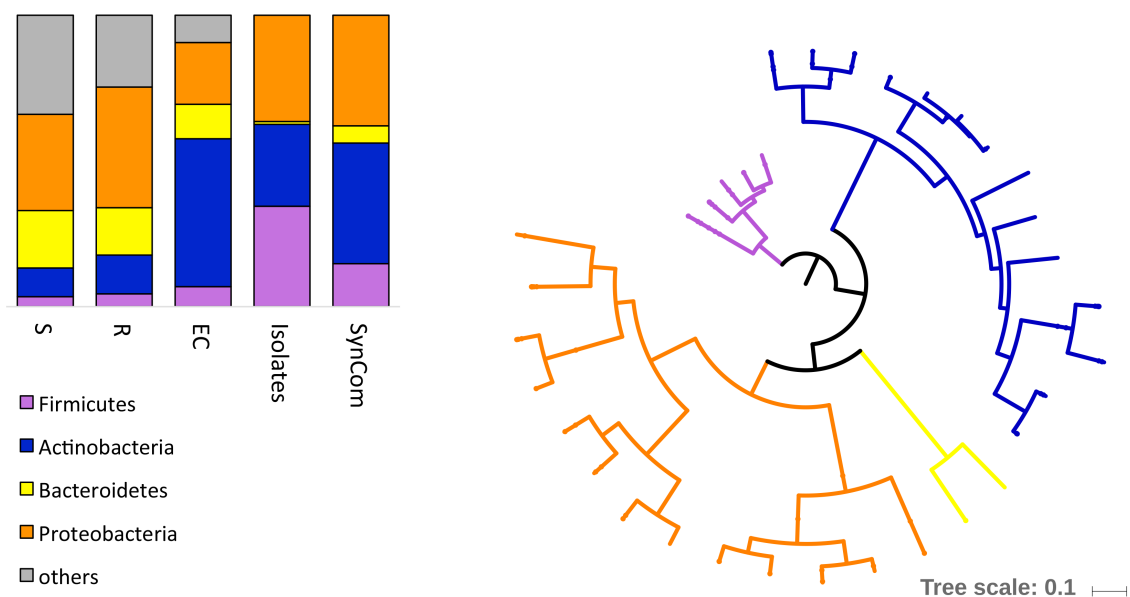 S
R
EC
Isolates
SynCom
Firmicutes
Actinobacteria
Bacteroidetes
Proteobacteria
others
Tree scale: 0.1